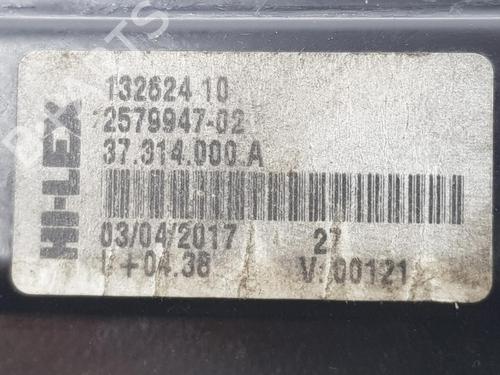 HI-LEX
132624 10
2579947-02
37.314.000.A
03/04/2017 27
+04.38 V: 00121